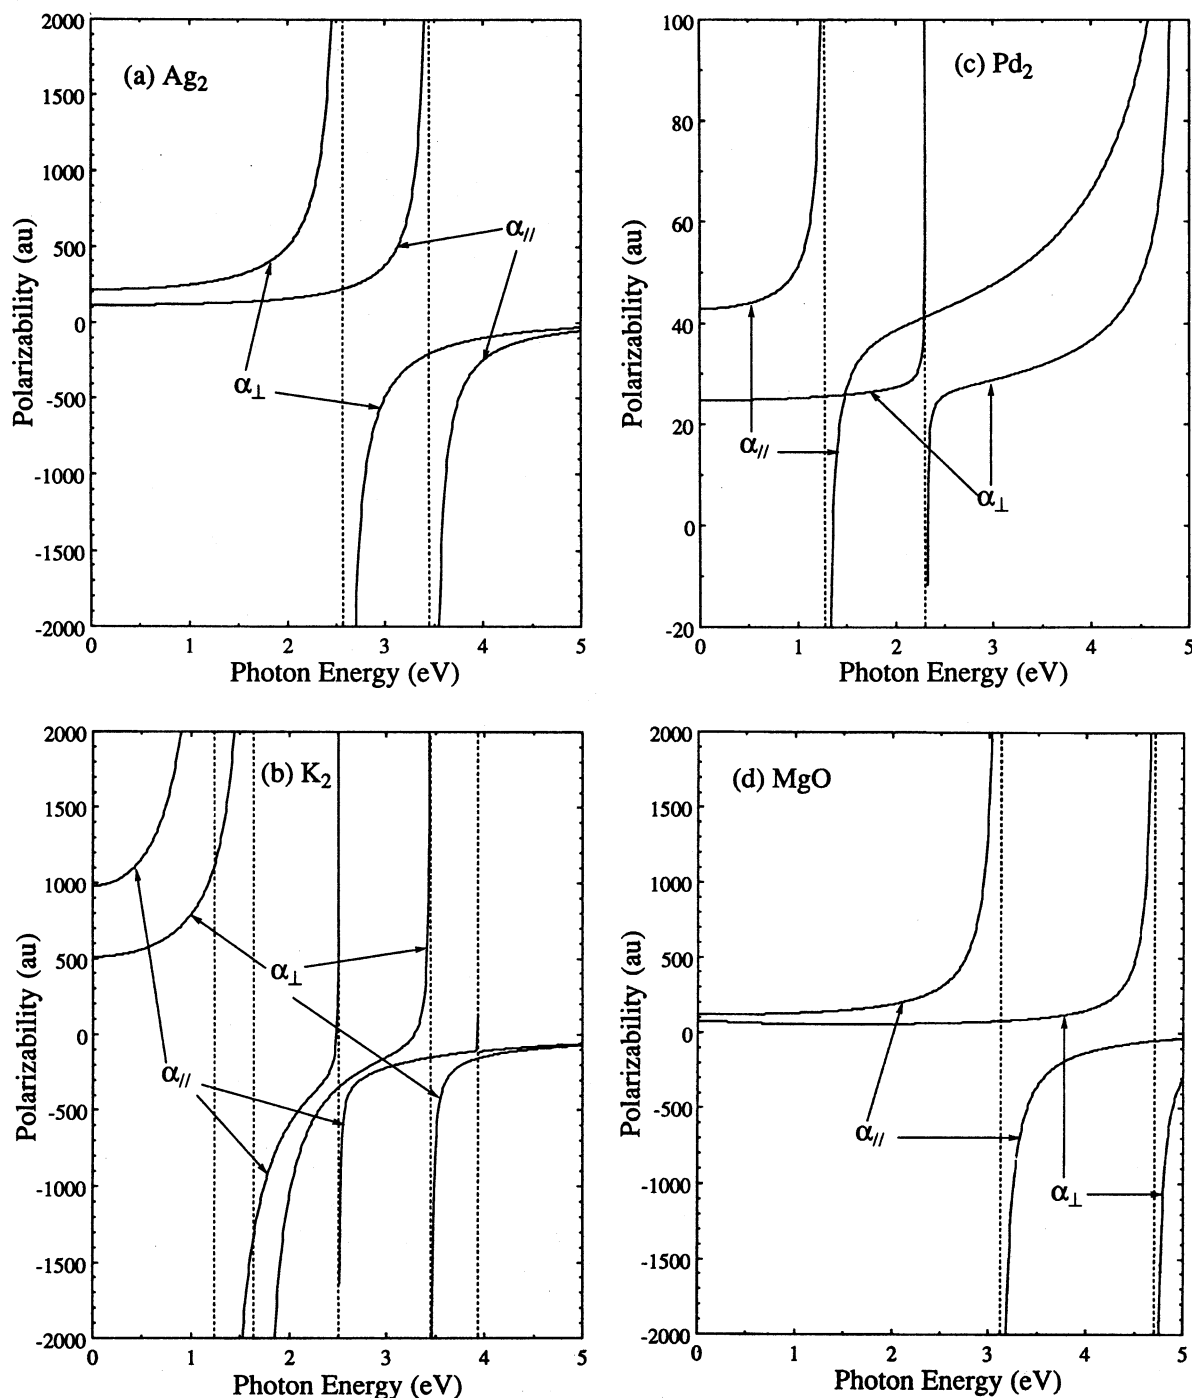 (a) Ag₂
Polarizability (au)
2000
1500
1000
500
0
-500
-1000
-1500
-2000
α//
α⊥
0 1 2 3 4 5
Photon Energy (eV)
(c) Pd₂
Polarizability (au)
100
80
60
40
20
0
-20
α//
α⊥
0 1 2 3 4 5
Photon Energy (eV)
(b) K₂
Polarizability (au)
2000
1500
1000
500
0
-500
-1000
-1500
-2000
α⊥
α//
0 1 2 3 4 5
Photon Energy (eV)
(d) MgO
Polarizability (au)
2000
1500
1000
500
0
-500
-1000
-1500
-2000
α//
α⊥
0 1 2 3 4 5
Photon Energy (eV)